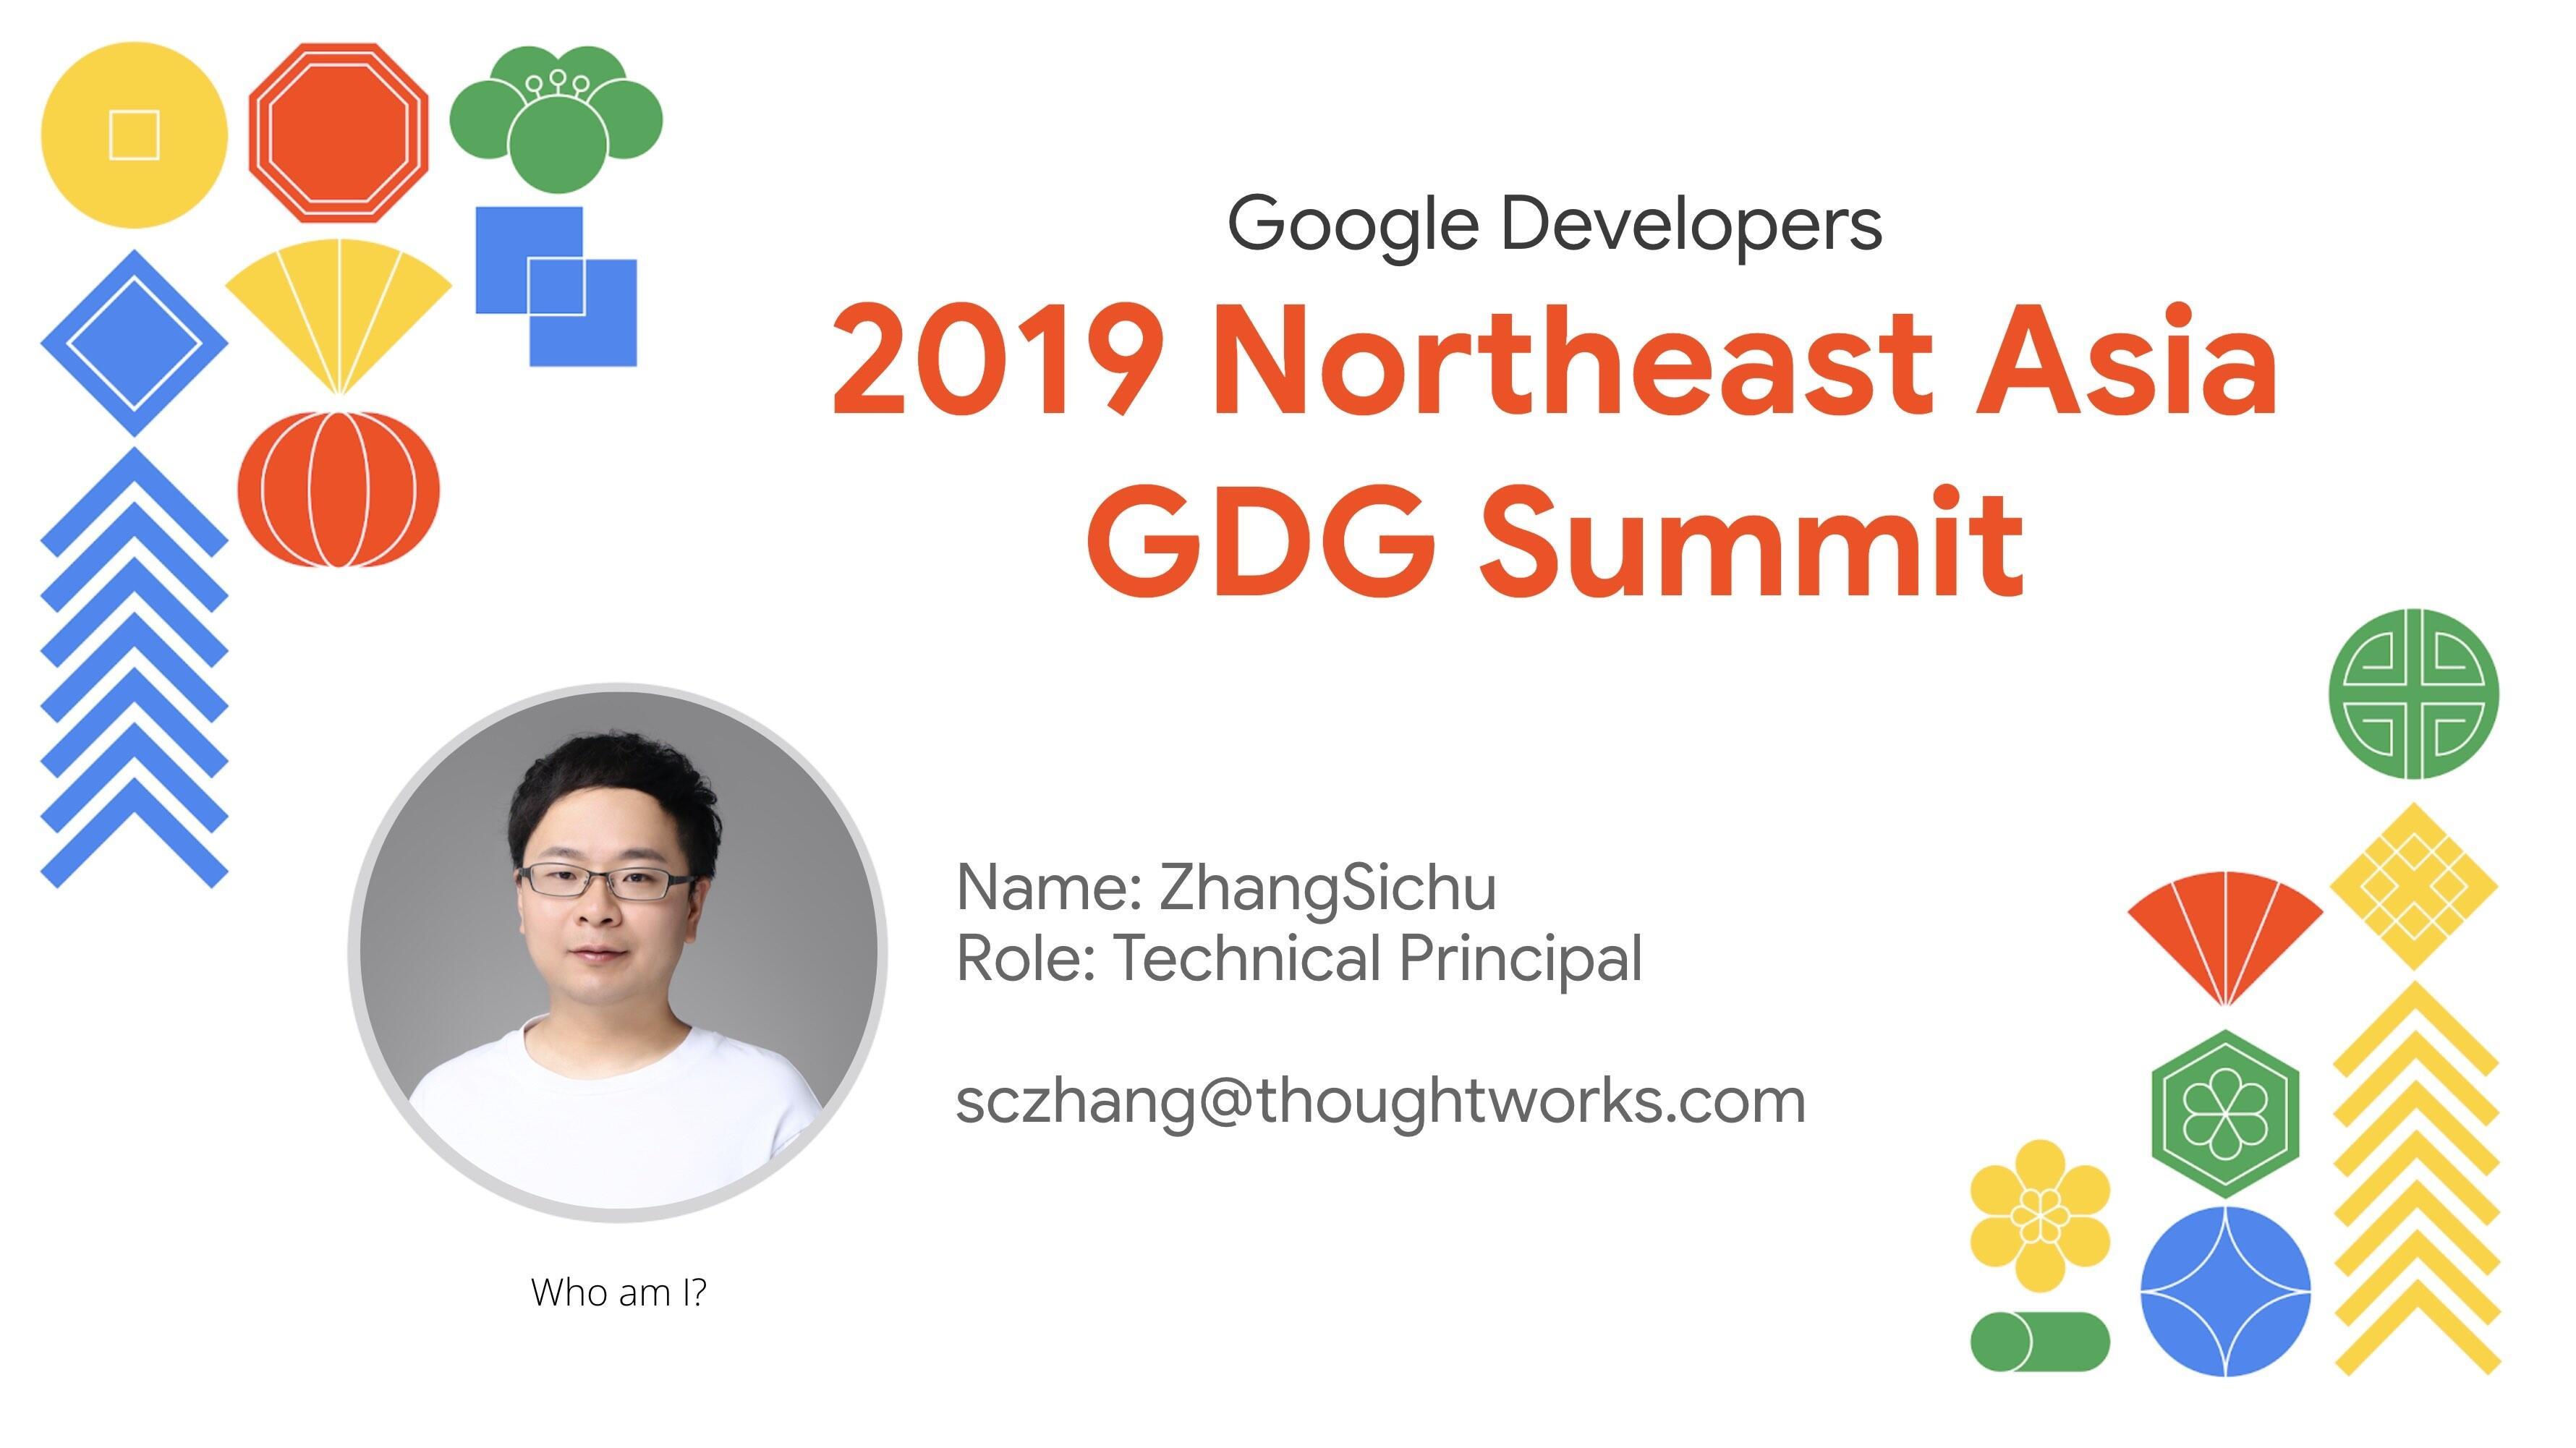 Google Developers
2019 Northeast Asia
GDG Summit
Name: ZhangSichu
Role: Technical Principal
sczhang@thoughtworks.com
Who am I?